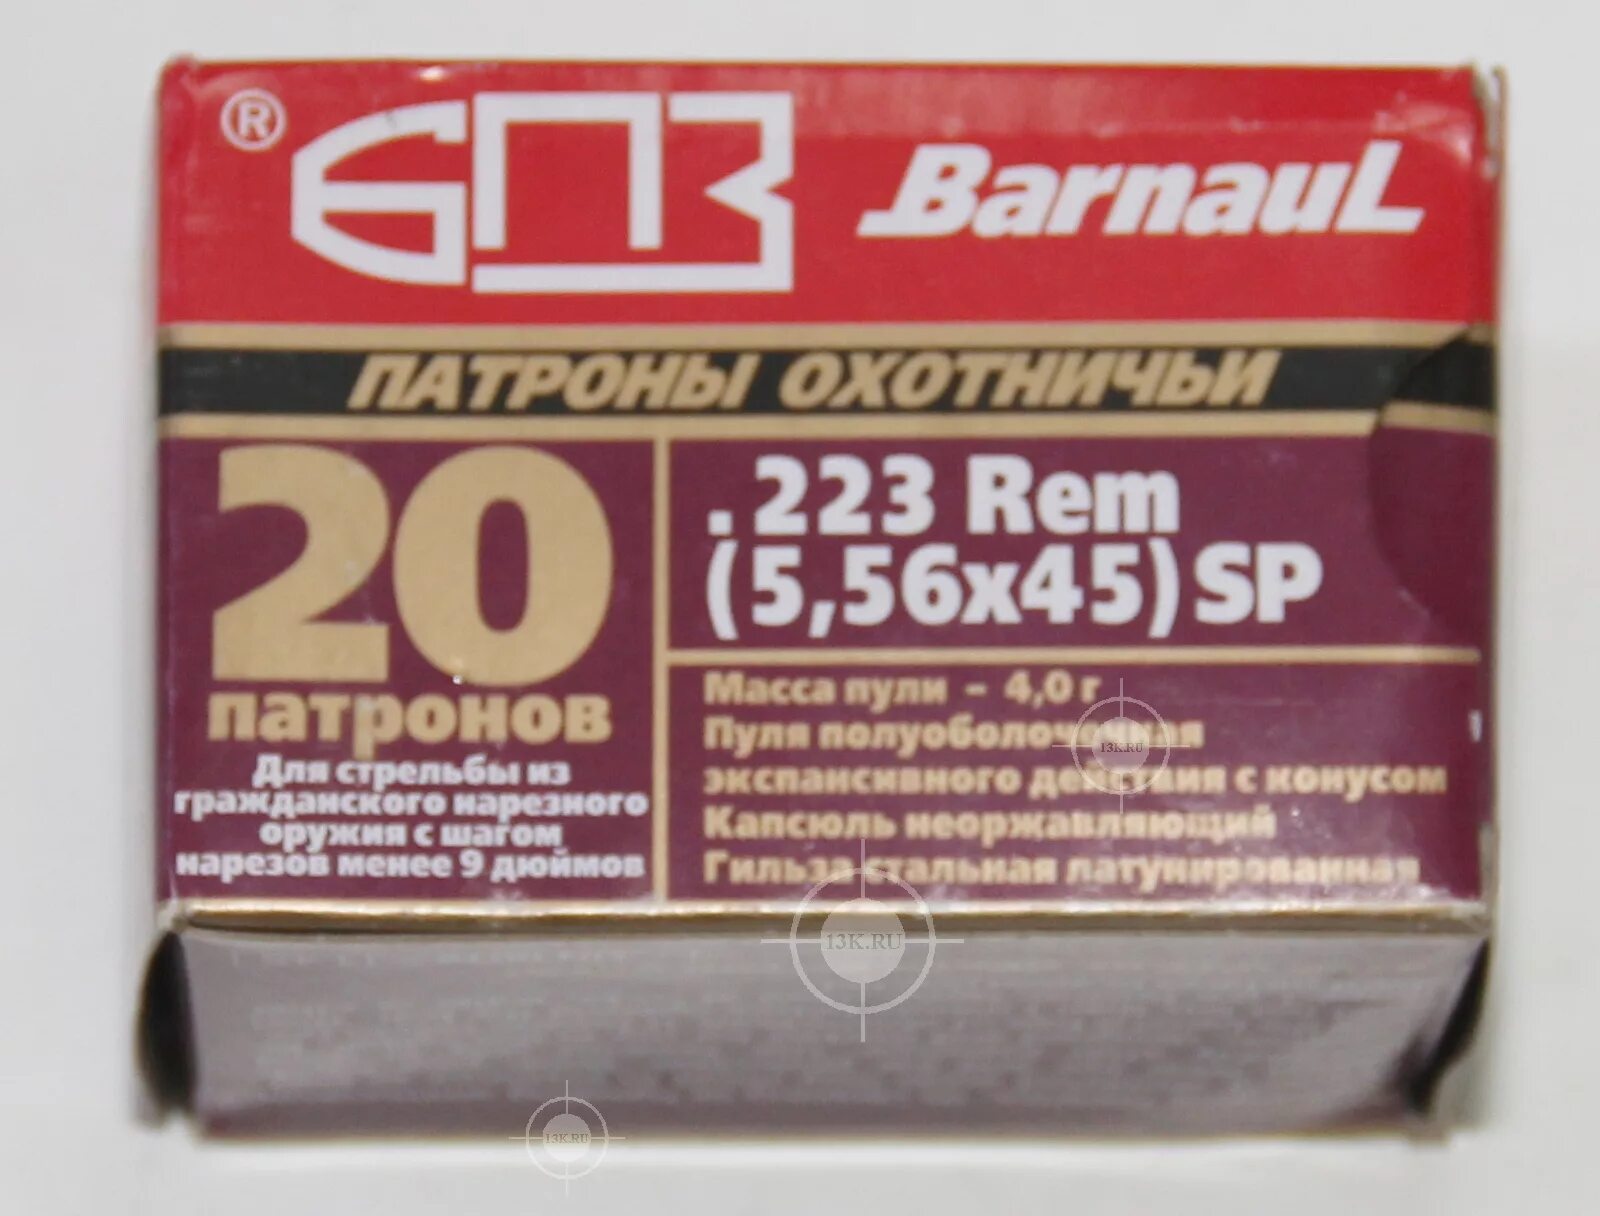 ® БПЗ Barnaul
ПАТРОНЫ ОХОТНИЧЬИ
20
патронов
Для стрельбы из
гражданского нарезного
оружия с шагом
нарезов менее 9 дюймов
.223 Rem
(5,56x45) SP
Масса пули - 4,0 г
Пуля полуоболочечная
экспансивного действия с конусом
Капсюль неоржавляющий
Гильза стальная латунированная
13K.RU
13K.RU
13K.RU